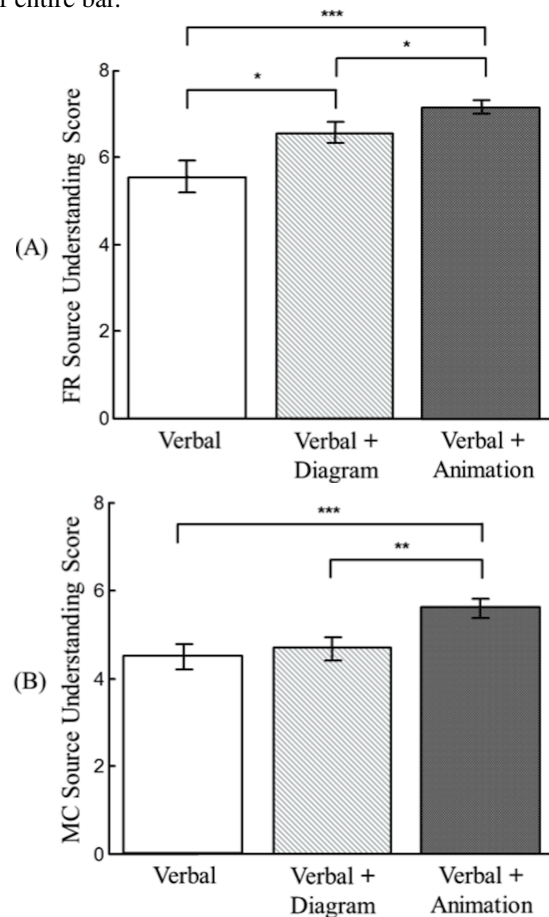 entire bar.
***
*
*
8
6
4
2
0
FR Source Understanding Score
(A)
Verbal
Verbal +
Diagram
Verbal +
Animation
***
**
8
6
4
2
0
MC Source Understanding Score
(B)
Verbal
Verbal +
Diagram
Verbal +
Animation